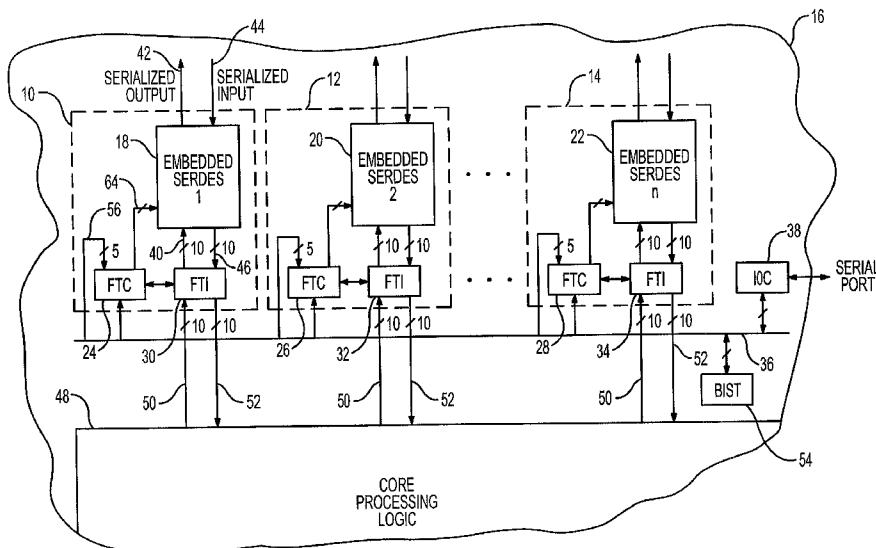 16
42
44
SERIALIZED OUTPUT
SERIALIZED INPUT
10
12
14
18
EMBEDDED SERDES 1
20
EMBEDDED SERDES 2
22
EMBEDDED SERDES n
64
56
5
40
10
10
46
5
10
10
5
10
10
38
FTC
FTI
FTC
FTI
FTC
FTI
IOC
SERIAL PORT
24
30
10
10
26
32
10
10
28
34
10
10
52
36
50
52
50
52
50
BIST
54
48
CORE PROCESSING LOGIC